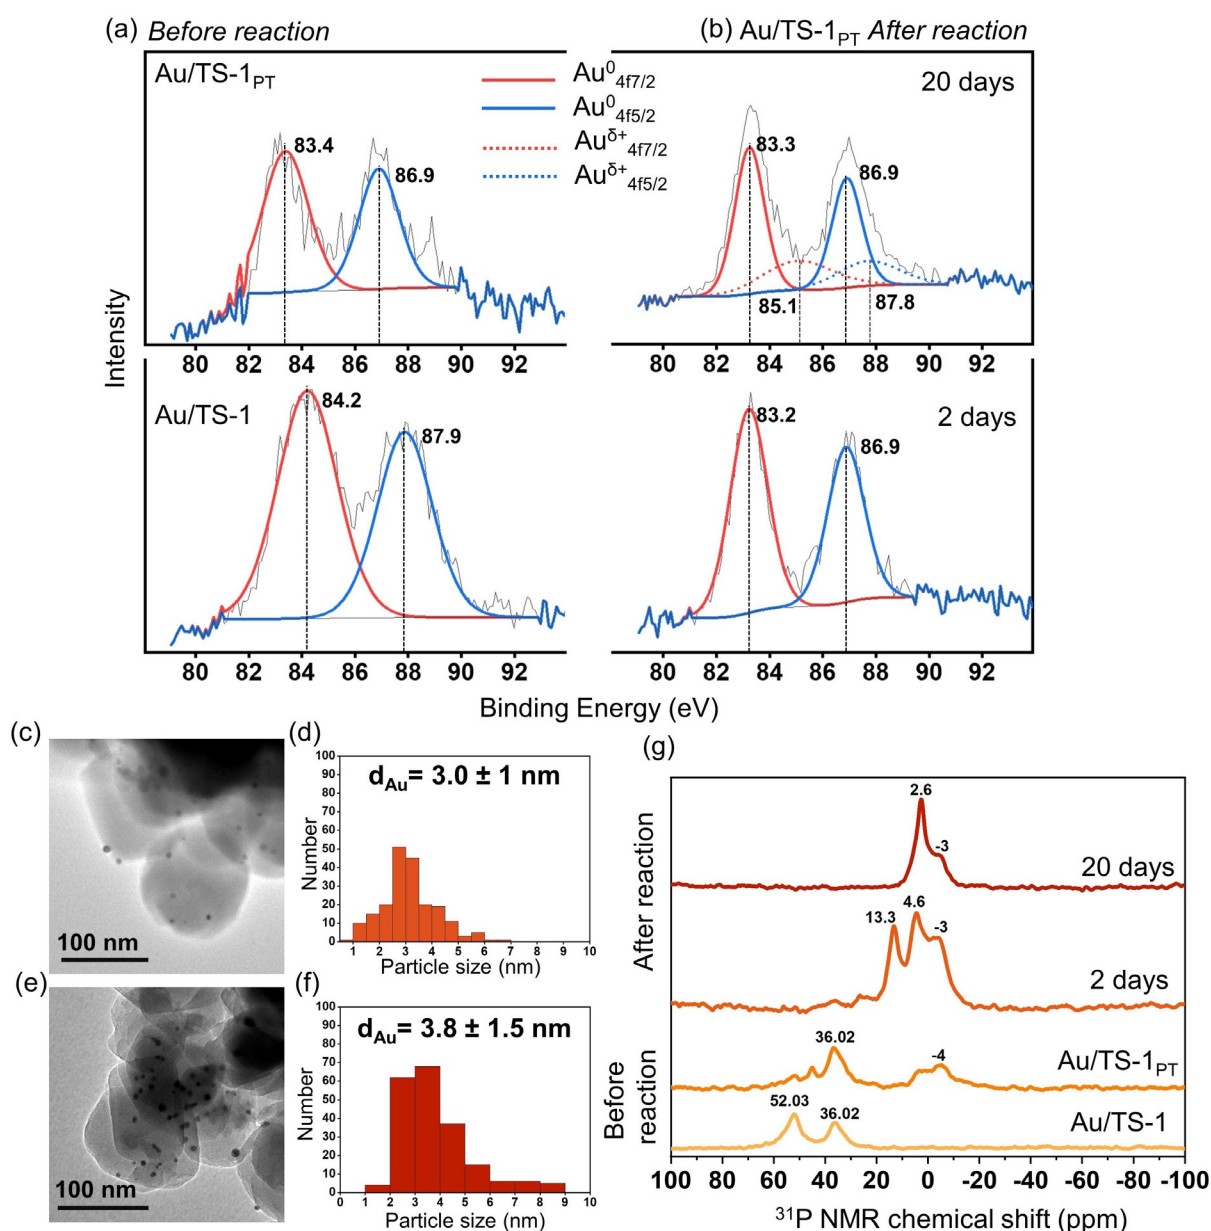 (a) Before reaction
(b) Au/TS-1PT After reaction
Au/TS-1PT
Au⁰4f7/2
Au⁰4f5/2
Auδ+4f7/2
Auδ+4f5/2
20 days
83.4
86.9
83.3
86.9
85.1
87.8
80 82 84 86 88 90 92
80 82 84 86 88 90 92
Intensity
Au/TS-1
84.2
87.9
2 days
83.2
86.9
80 82 84 86 88 90 92
80 82 84 86 88 90 92
Binding Energy (eV)
(c)
100 nm
(d)
dAu= 3.0 ± 1 nm
Number
100
90
80
70
60
50
40
30
20
10
0
1 2 3 4 5 6 7 8 9 10
Particle size (nm)
(e)
100 nm
(f)
dAu= 3.8 ± 1.5 nm
Number
100
90
80
70
60
50
40
30
20
10
0
0 1 2 3 4 5 6 7 8 9 10
Particle size (nm)
(g)
After reaction
2.6
-3
20 days
13.3
4.6
-3
2 days
Before reaction
36.02
-4
Au/TS-1PT
52.03
36.02
Au/TS-1
100 80 60 40 20 0 -20 -40 -60 -80 -100
³¹P NMR chemical shift (ppm)